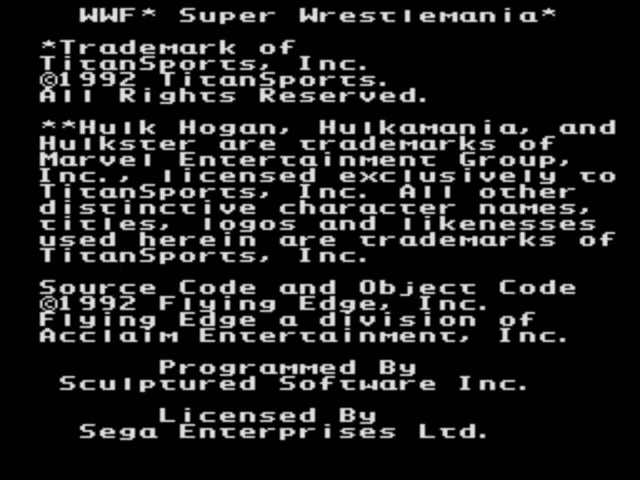 WWF* Super Wrestlemania*
*Trademark of
TitanSports, Inc.
©1992 TitanSports.
All Rights Reserved.
**Hulk Hogan, Hulkamania, and
Hulkster are trademarks of
Marvel Entertainment Group,
Inc., licensed exclusively to
TitanSports, Inc. All other
distinctive character names,
titles, logos and likenesses
used herein are trademarks of
TitanSports, Inc.
Source Code and Object Code
©1992 Flying Edge, Inc.
Flying Edge a division of
Acclaim Entertainment, Inc.
Programmed By
Sculptured Software Inc.
Licensed By
Sega Enterprises Ltd.